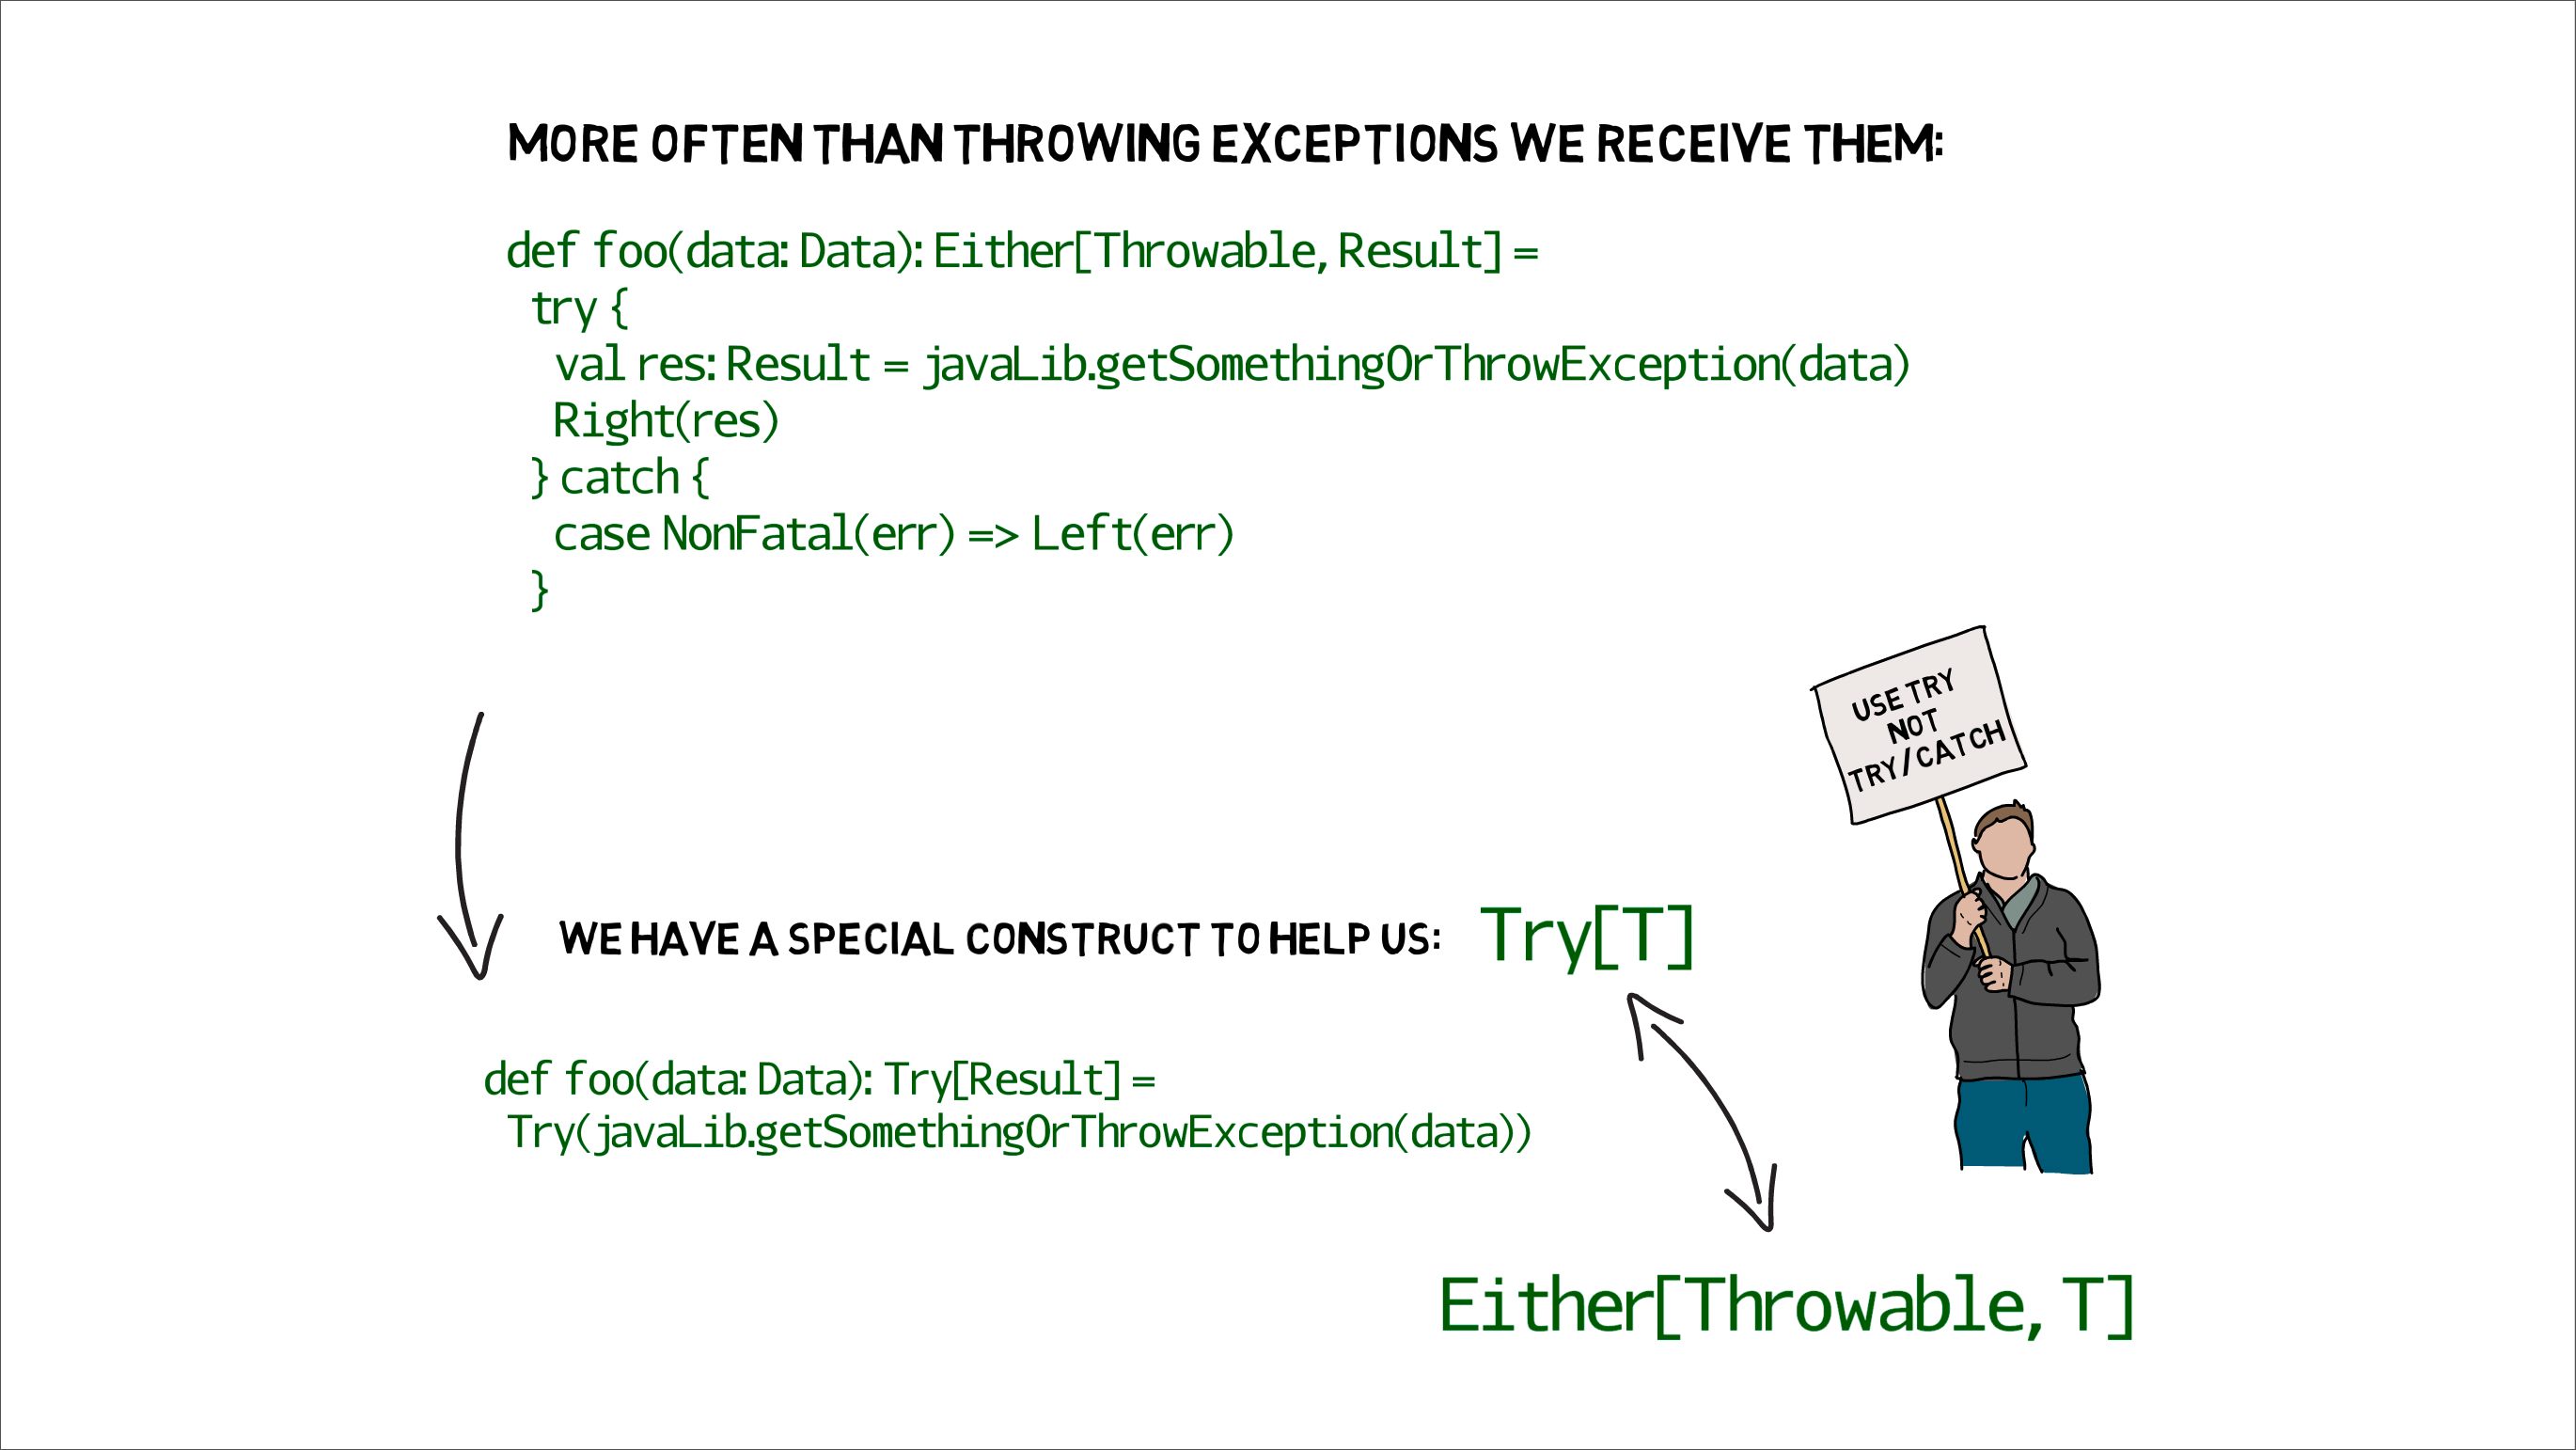 MORE OFTEN THAN THROWING EXCEPTIONS WE RECEIVE THEM:
def foo(data: Data): Either[Throwable, Result] =
try {
val res: Result = javaLib.getSomethingOrThrowException(data)
Right(res)
} catch {
case NonFatal(err) => Left(err)
}
USE TRY
NOT
TRY/CATCH
WE HAVE A SPECIAL CONSTRUCT TO HELP US: Try[T]
def foo(data: Data): Try[Result] =
Try(javaLib.getSomethingOrThrowException(data))
Either[Throwable, T]